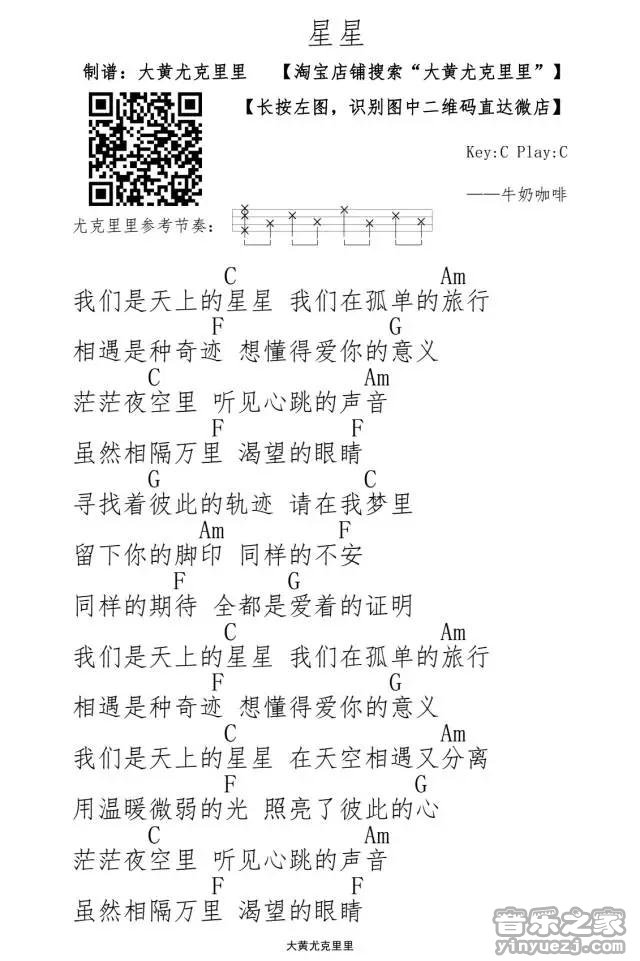 星星
制谱：大黄尤克里里 【淘宝店铺搜索“大黄尤克里里”】
【长按左图，识别图中二维码直达微店】
Key:C Play:C
——牛奶咖啡
尤克里里参考节奏：
C Am
我们是天上的星星 我们在孤单的旅行
F G
相遇是种奇迹 想懂得爱你的意义
C Am
茫茫夜空里 听见心跳的声音
F F
虽然相隔万里 渴望的眼睛
G C
寻找着彼此的轨迹 请在我梦里
Am F
留下你的脚印 同样的不安
F G
同样的期待 全都是爱着的证明
C Am
我们是天上的星星 我们在孤单的旅行
F G
相遇是种奇迹 想懂得爱你的意义
C Am
我们是天上的星星 在天空相遇又分离
F G
用温暖微弱的光 照亮了彼此的心
C Am
茫茫夜空里 听见心跳的声音
F F
虽然相隔万里 渴望的眼睛
大黄尤克里里
音乐之家
yinyuezj.com